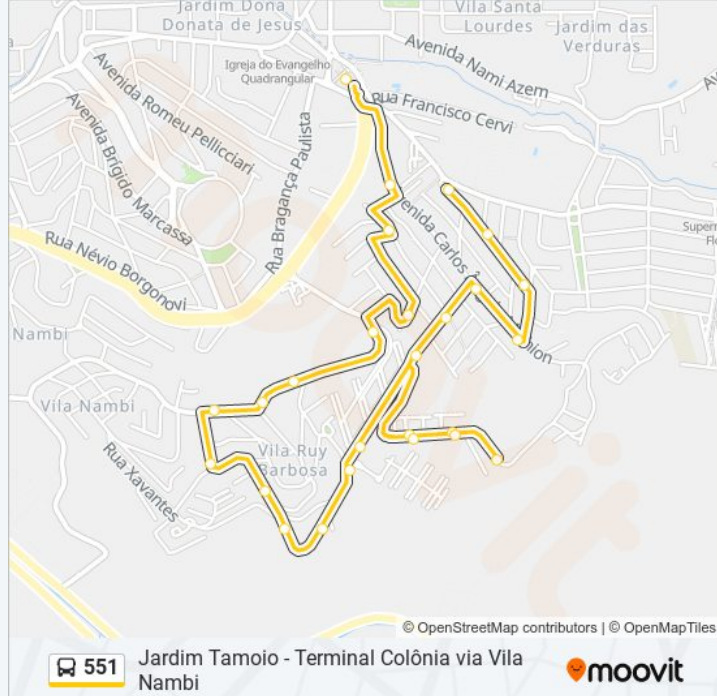 Jardim Dona
Donata de Jesus
Vila Santa
Lourdes
Jardim das
Verduras
Igreja do Evangelho
Quadrangular
Avenida Nami Azem
Rua Francisco Cervi
Avenida Romeu Pellicciari
Avenida Brígido Marcassa
Rua Bragança Paulista
enida Carlos
Rua Névio Borgonovi
Nambi
Vila Nambi
Vila Ruy
Barbosa
Rua Xavantes
© OpenStreetMap contributors | © OpenMapTiles
551
Jardim Tamoio - Terminal Colônia via Vila
Nambi
moovit